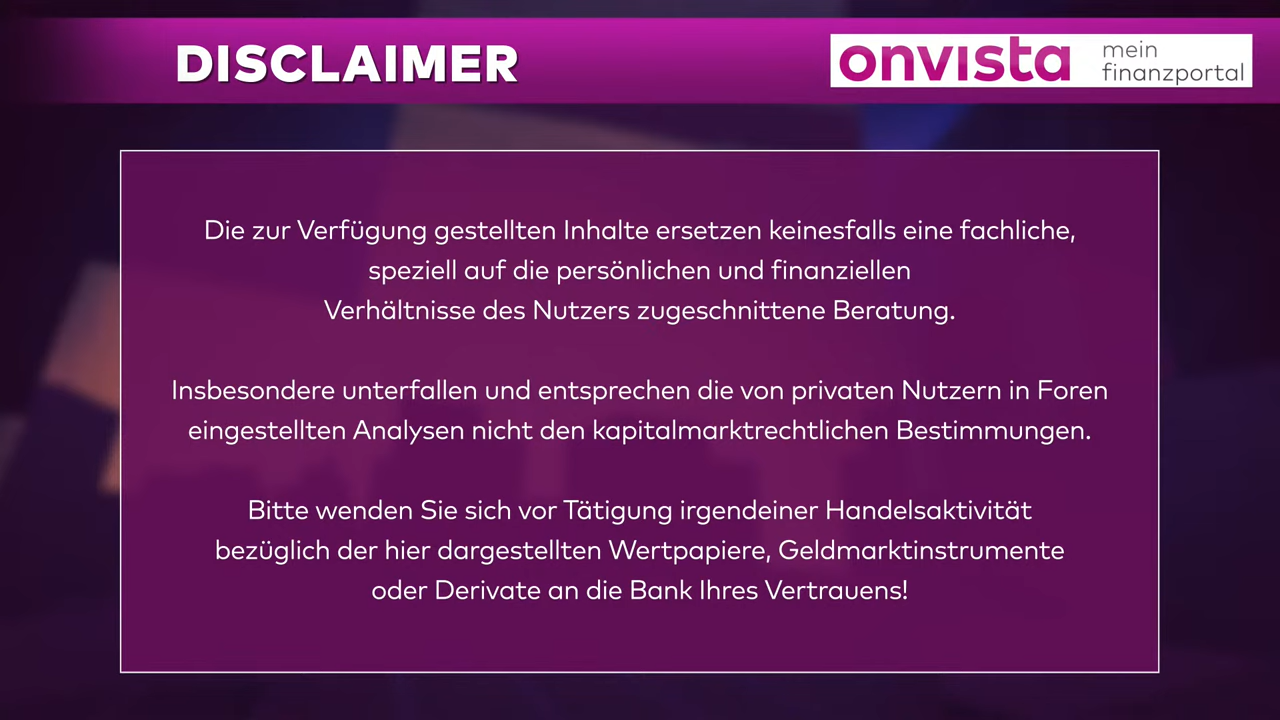 DISCLAIMER
onvista
mein
finanzportal
Die zur Verfügung gestellten Inhalte ersetzen keinesfalls eine fachliche,
speziell auf die persönlichen und finanziellen
Verhältnisse des Nutzers zugeschnittene Beratung.
Insbesondere unterfallen und entsprechen die von privaten Nutzern in Foren
eingestellten Analysen nicht den kapitalmarktrechtlichen Bestimmungen.
Bitte wenden Sie sich vor Tätigung irgendeiner Handelsaktivität
bezüglich der hier dargestellten Wertpapiere, Geldmarktinstrumente
oder Derivate an die Bank Ihres Vertrauens!